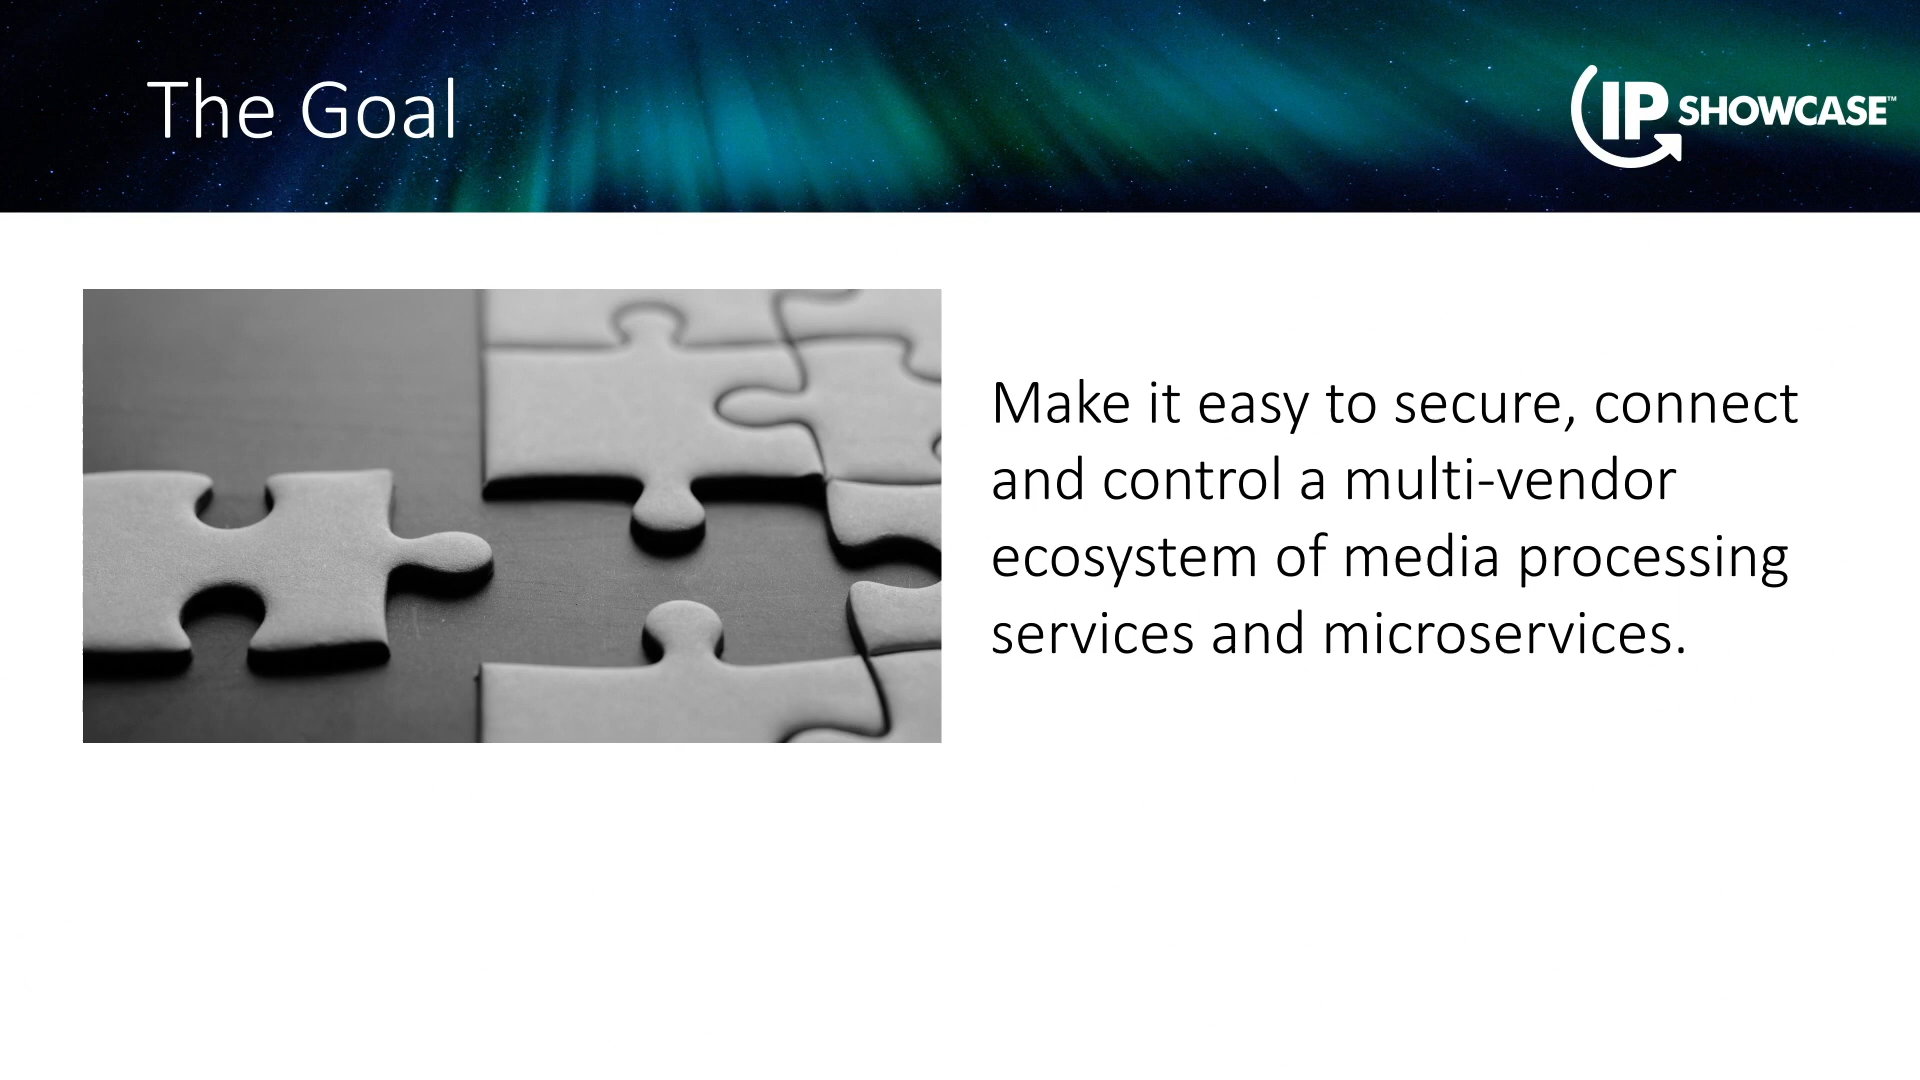 The Goal
IP SHOWCASE™
Make it easy to secure, connect
and control a multi-vendor
ecosystem of media processing
services and microservices.